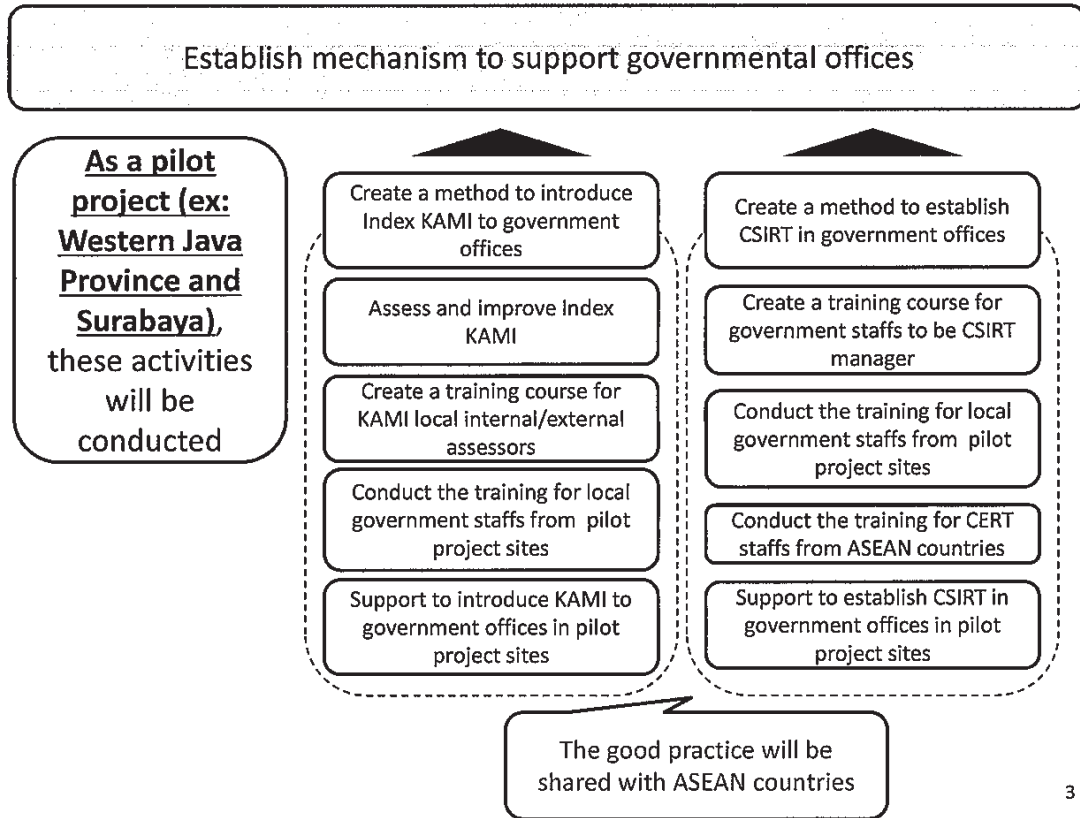 Establish mechanism to support governmental offices
As a pilot
project (ex:
Western Java
Province and
Surabaya),
these activities
will be
conducted
Create a method to introduce
Index KAMI to government
offices
Assess and improve Index
KAMI
Create a training course for
KAMI local internal/external
assessors
Conduct the training for local
government staffs from pilot
project sites
Support to introduce KAMI to
government offices in pilot
project sites
Create a method to establish
CSIRT in government offices
Create a training course for
government staffs to be CSIRT
manager
Conduct the training for local
government staffs from pilot
project sites
Conduct the training for CERT
staffs from ASEAN countries
Support to establish CSIRT in
government offices in pilot
project sites
The good practice will be
shared with ASEAN countries
3